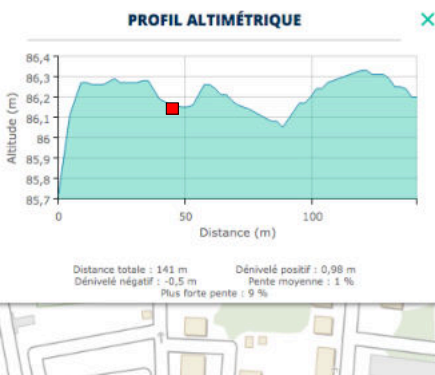 PROFIL ALTIMÉTRIQUE
×
Altitude (m)
86,4
86,3
86,2
86,1
86
85,9
85,8
85,7
0 50 100
Distance (m)
Distance totale : 141 m Dénivelé positif : 0,98 m
Dénivelé négatif : -0,5 m Pente moyenne : 1 %
Plus forte pente : 9 %